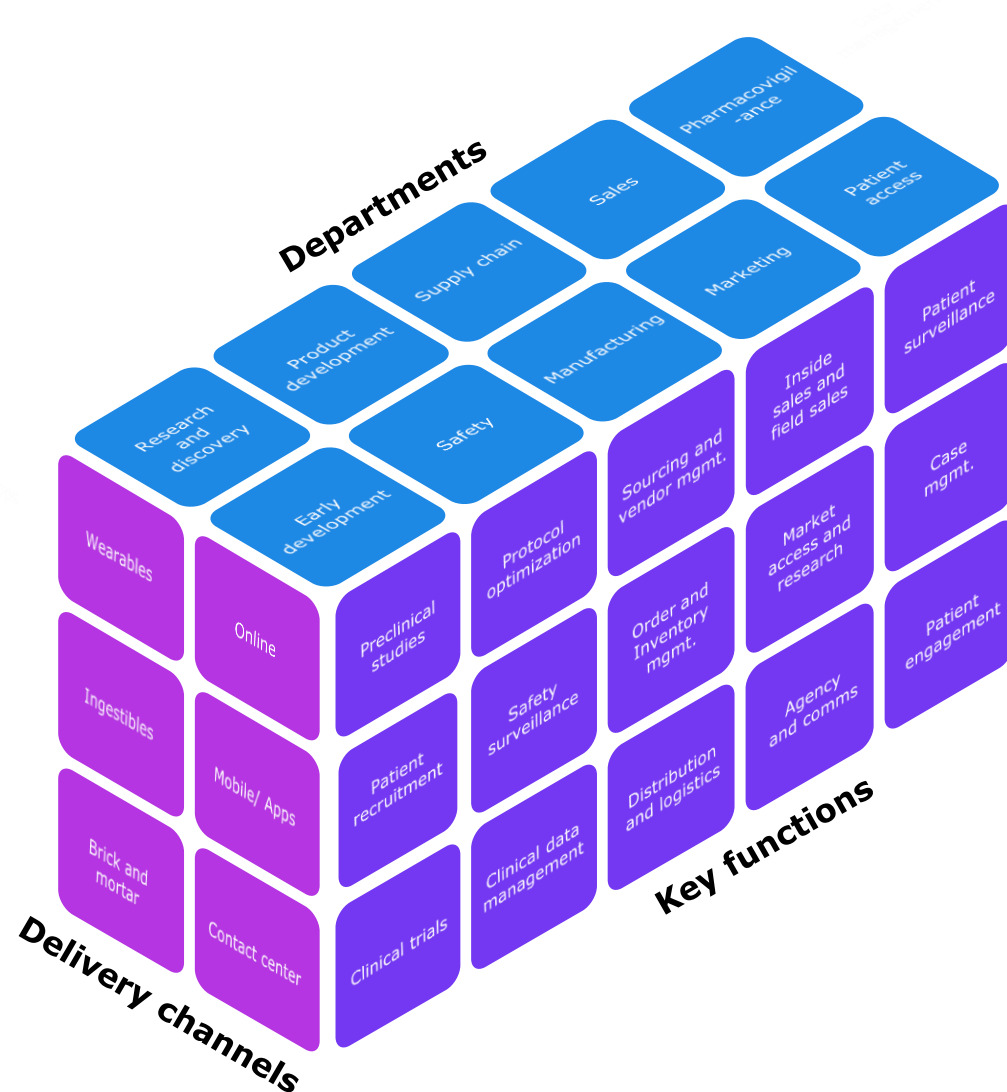 Departments
Pharmacovigil
-ance
Sales
Patient
access
Supply chain
Marketing
Product
development
Manufacturing
Research
and
discovery
Safety
Early
development
Wearables
Online
Ingestibles
Mobile/ Apps
Brick and
mortar
Contact center
Delivery channels
Preclinical
studies
Protocol
optimization
Sourcing and
vendor mgmt.
Inside
sales and
field sales
Patient
surveillance
Patient
recruitment
Safety
surveillance
Order and
Inventory
mgmt.
Market
access and
research
Case
mgmt.
Clinical trials
Clinical data
management
Distribution
and logistics
Agency
and comms
Patient
engagement
Key functions